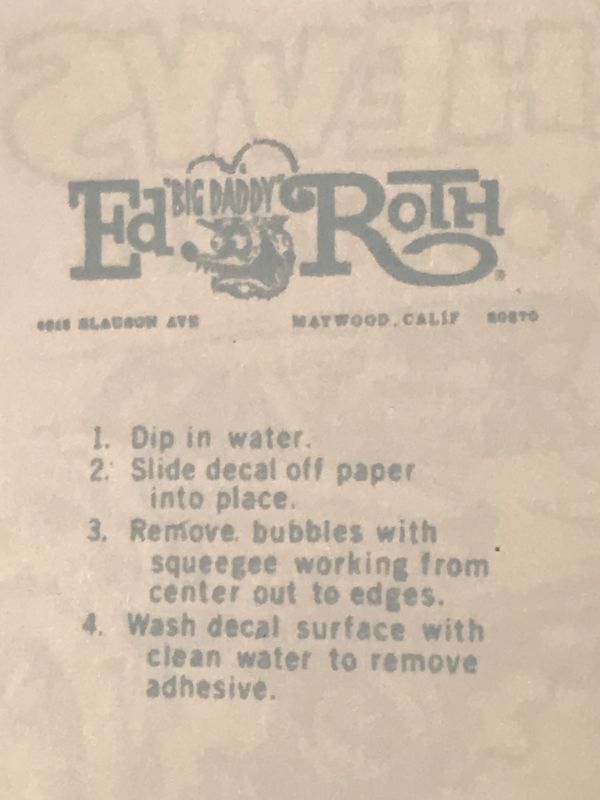 Ed "BIG DADDY" ROTH®
SLAUSON AVE MAYWOOD, CALIF 90270
1. Dip in water.
2. Slide decal off paper
into place.
3. Remove bubbles with
squeegee working from
center out to edges.
4. Wash decal surface with
clean water to remove
adhesive.